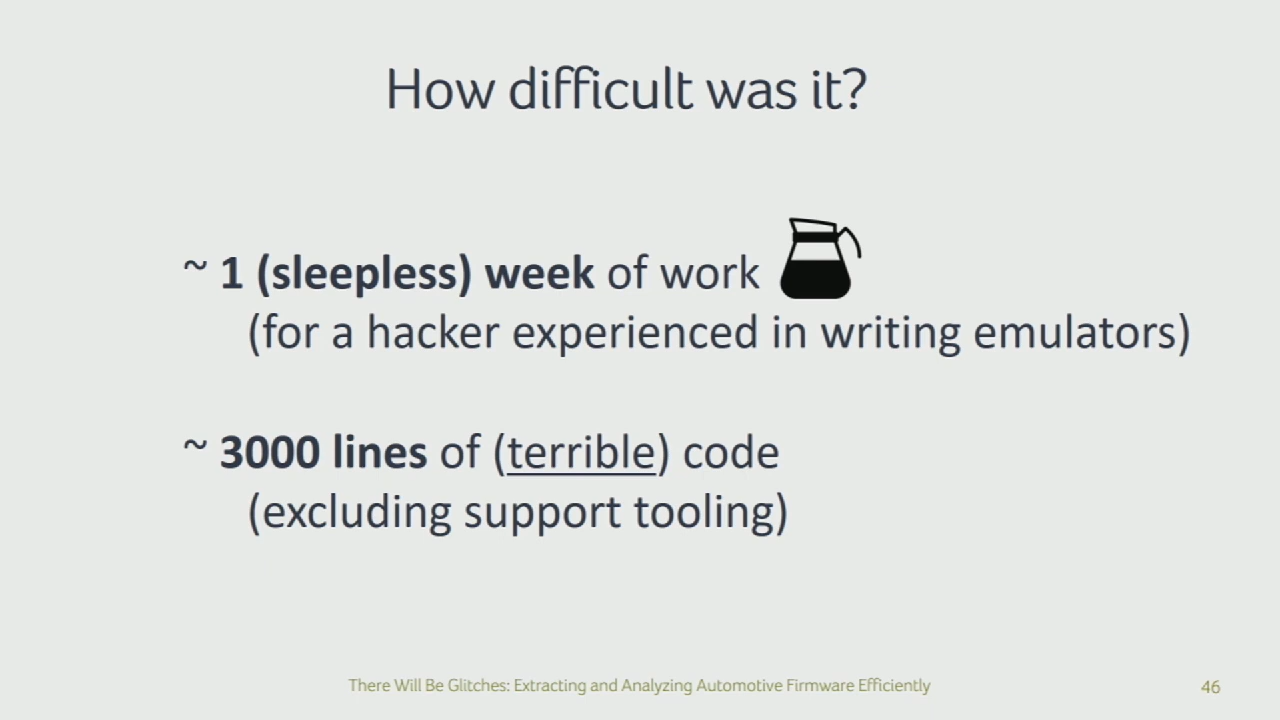 How difficult was it?
~ 1 (sleepless) week of work
(for a hacker experienced in writing emulators)
~ 3000 lines of (terrible) code
(excluding support tooling)
There Will Be Glitches: Extracting and Analyzing Automotive Firmware Efficiently
46